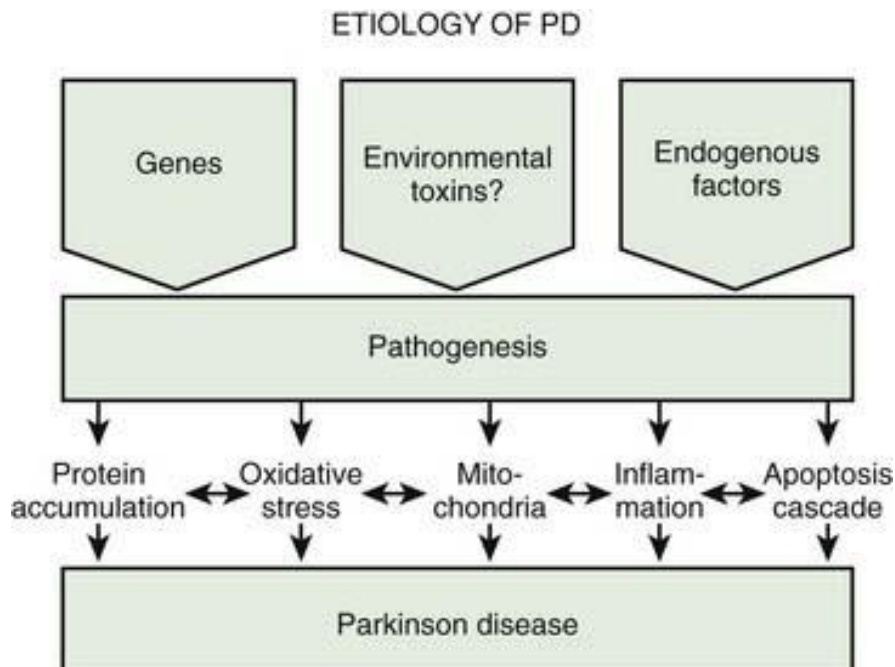 ETIOLOGY OF PD
Genes
Environmental
toxins?
Endogenous
factors
Pathogenesis
Protein
accumulation
Oxidative
stress
Mito-
chondria
Inflam-
mation
Apoptosis
cascade
Parkinson disease